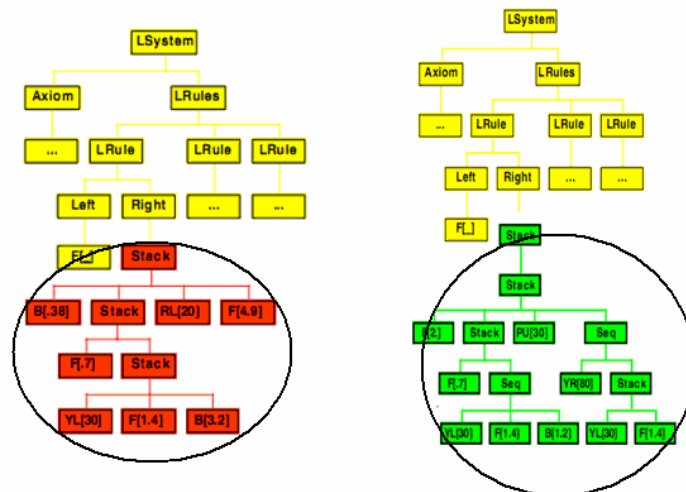 LSystem
Axiom LRules
... LRule LRule LRule
Left Right ... ...
F[_] Stack
B[.38] Stack RL[20] F[4.9]
F[.7] Stack
YL[30] F[1.4] B[3.2]
LSystem
Axiom LRules
... LRule LRule LRule
Left Right ... ...
F[_] Stack
Stack
Stack PU[30] Seq
F[.7] Seq YR[80] Stack
YL[30] F[1.4] B[1.2] YL[30] F[1.4]